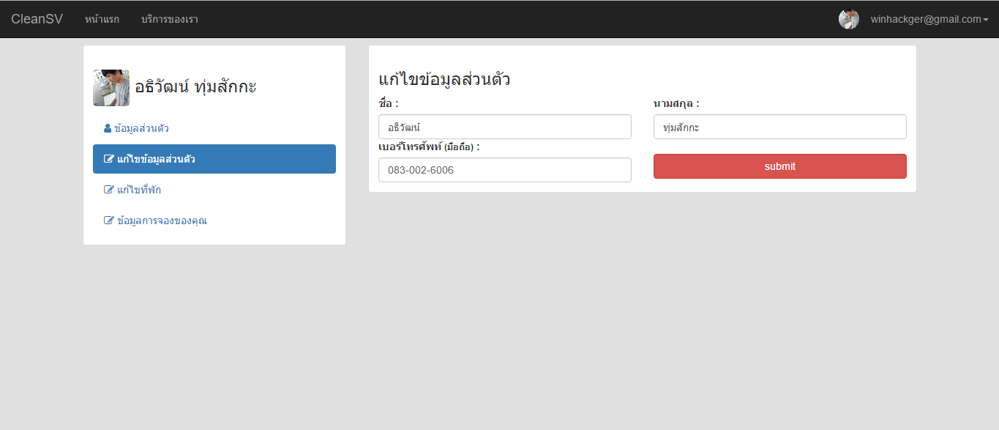 CleanSV หน้าแรก บริการของเรา winhackger@gmail.com
อธิวัฒน์ ทุ่มสักกะ
ข้อมูลส่วนตัว
แก้ไขข้อมูลส่วนตัว
แก้ไขที่พัก
ข้อมูลการจองของคุณ
แก้ไขข้อมูลส่วนตัว
ชื่อ : นามสกุล :
อธิวัฒน์ ทุ่มสักกะ
เบอร์โทรศัพท์ (มือถือ) :
083-002-6006 submit